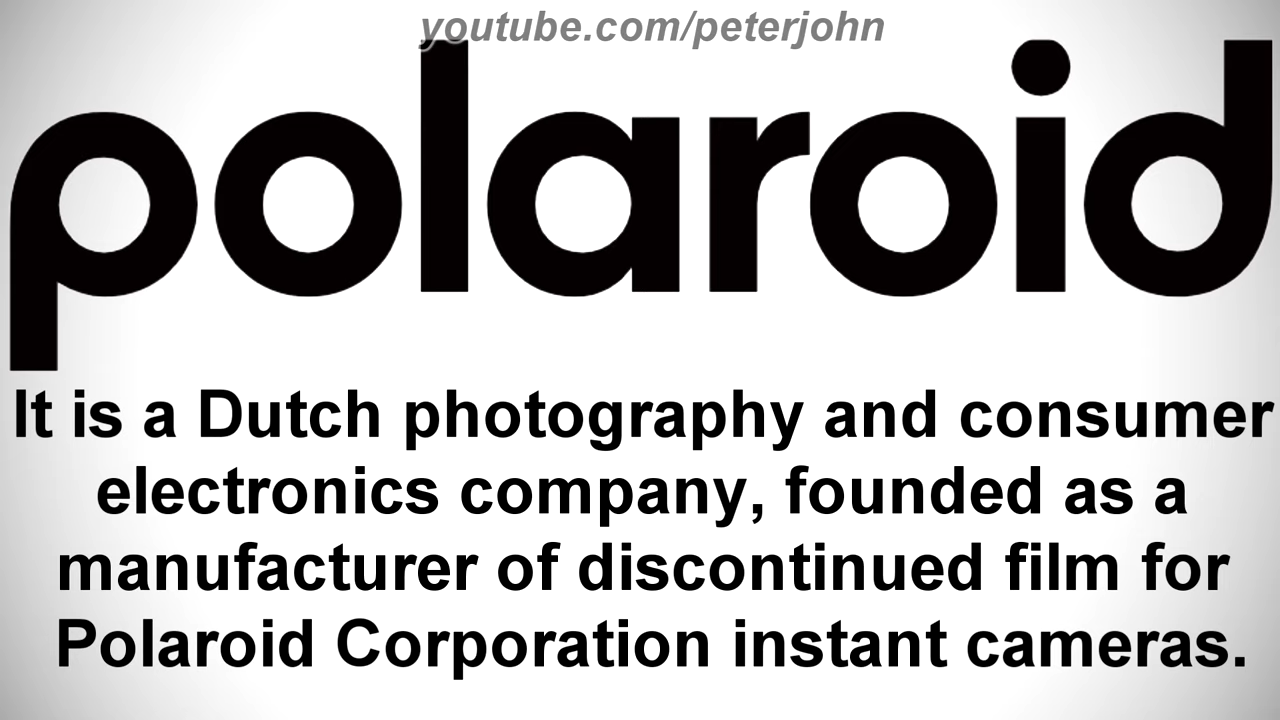 youtube.com/peterjohn
polaroid
It is a Dutch photography and consumer
electronics company, founded as a
manufacturer of discontinued film for
Polaroid Corporation instant cameras.